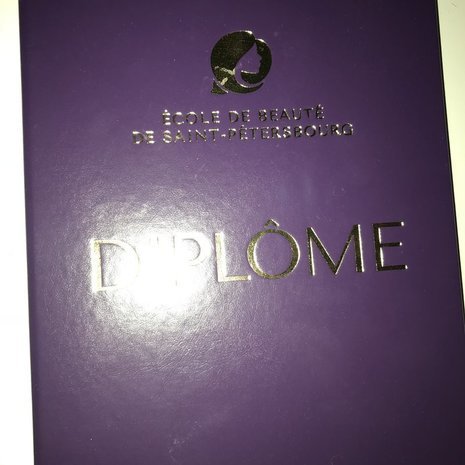 ÉCOLE DE BEAUTÉ
DE SAINT-PÉTERSBOURG
DIPLÔME